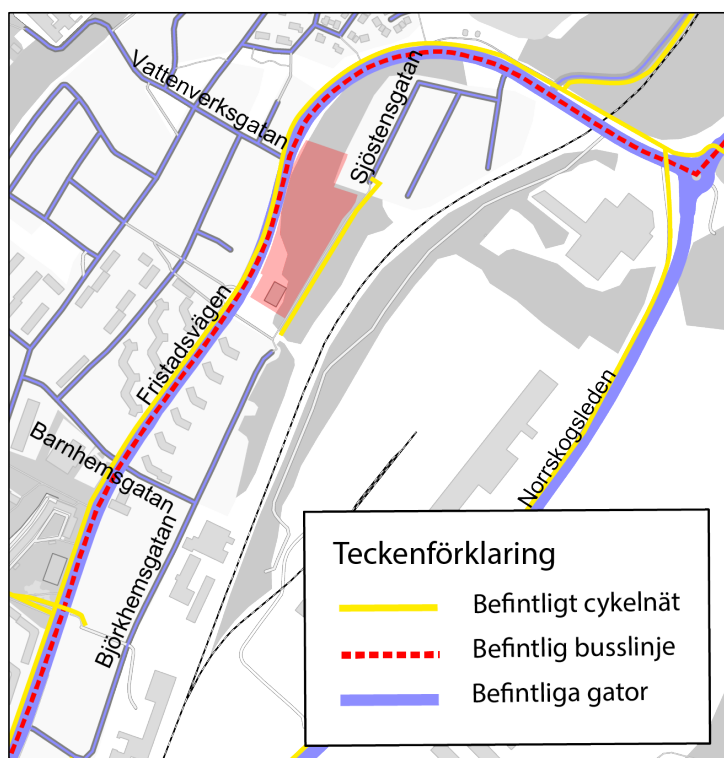 Vattenverksgatan
Sjöstensgatan
Fristadsvägen
Barnhemsgatan
Björkhemsgatan
Norrskogsleden
Teckenförklaring
Befintligt cykelnät
Befintlig busslinje
Befintliga gator